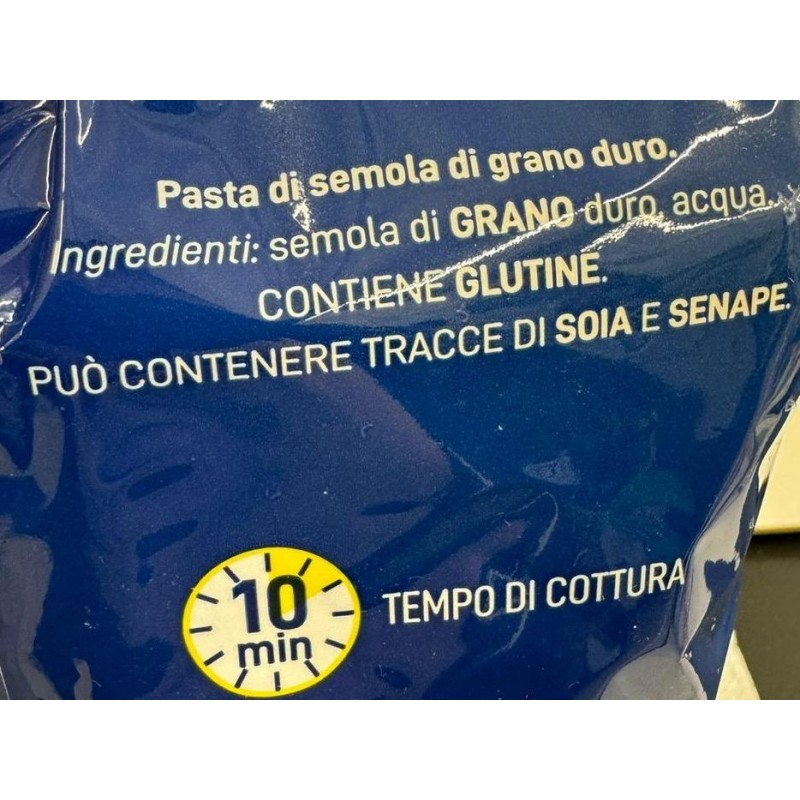 Pasta di semola di grano duro.
Ingredienti: semola di GRANO duro, acqua.
CONTIENE GLUTINE.
PUÒ CONTENERE TRACCE DI SOIA E SENAPE.
10
min
TEMPO DI COTTURA